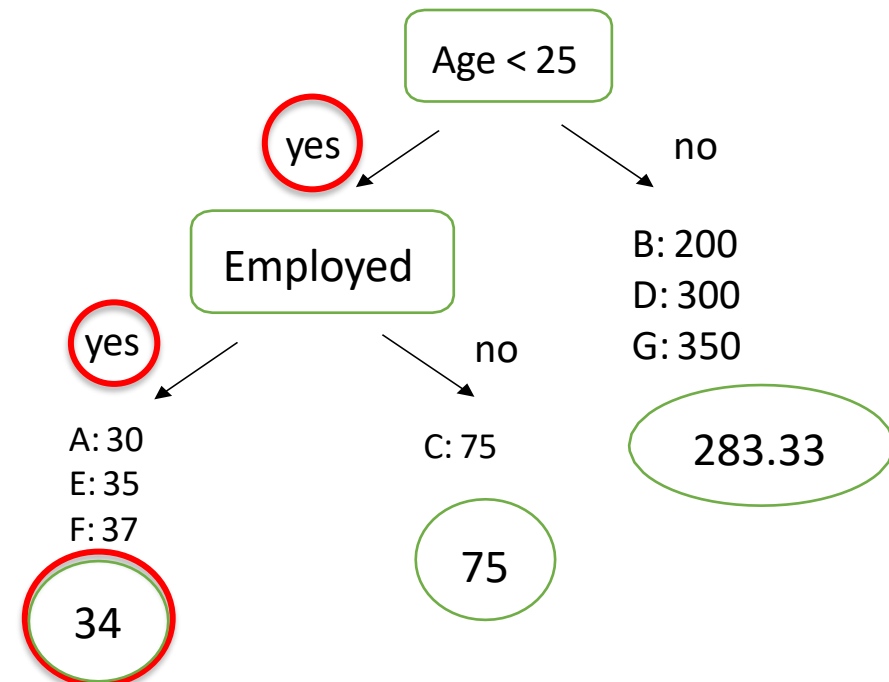 Age < 25
yes
no
Employed
B: 200
D: 300
G: 350
yes
no
A: 30
E: 35
F: 37
C: 75
283.33
75
34